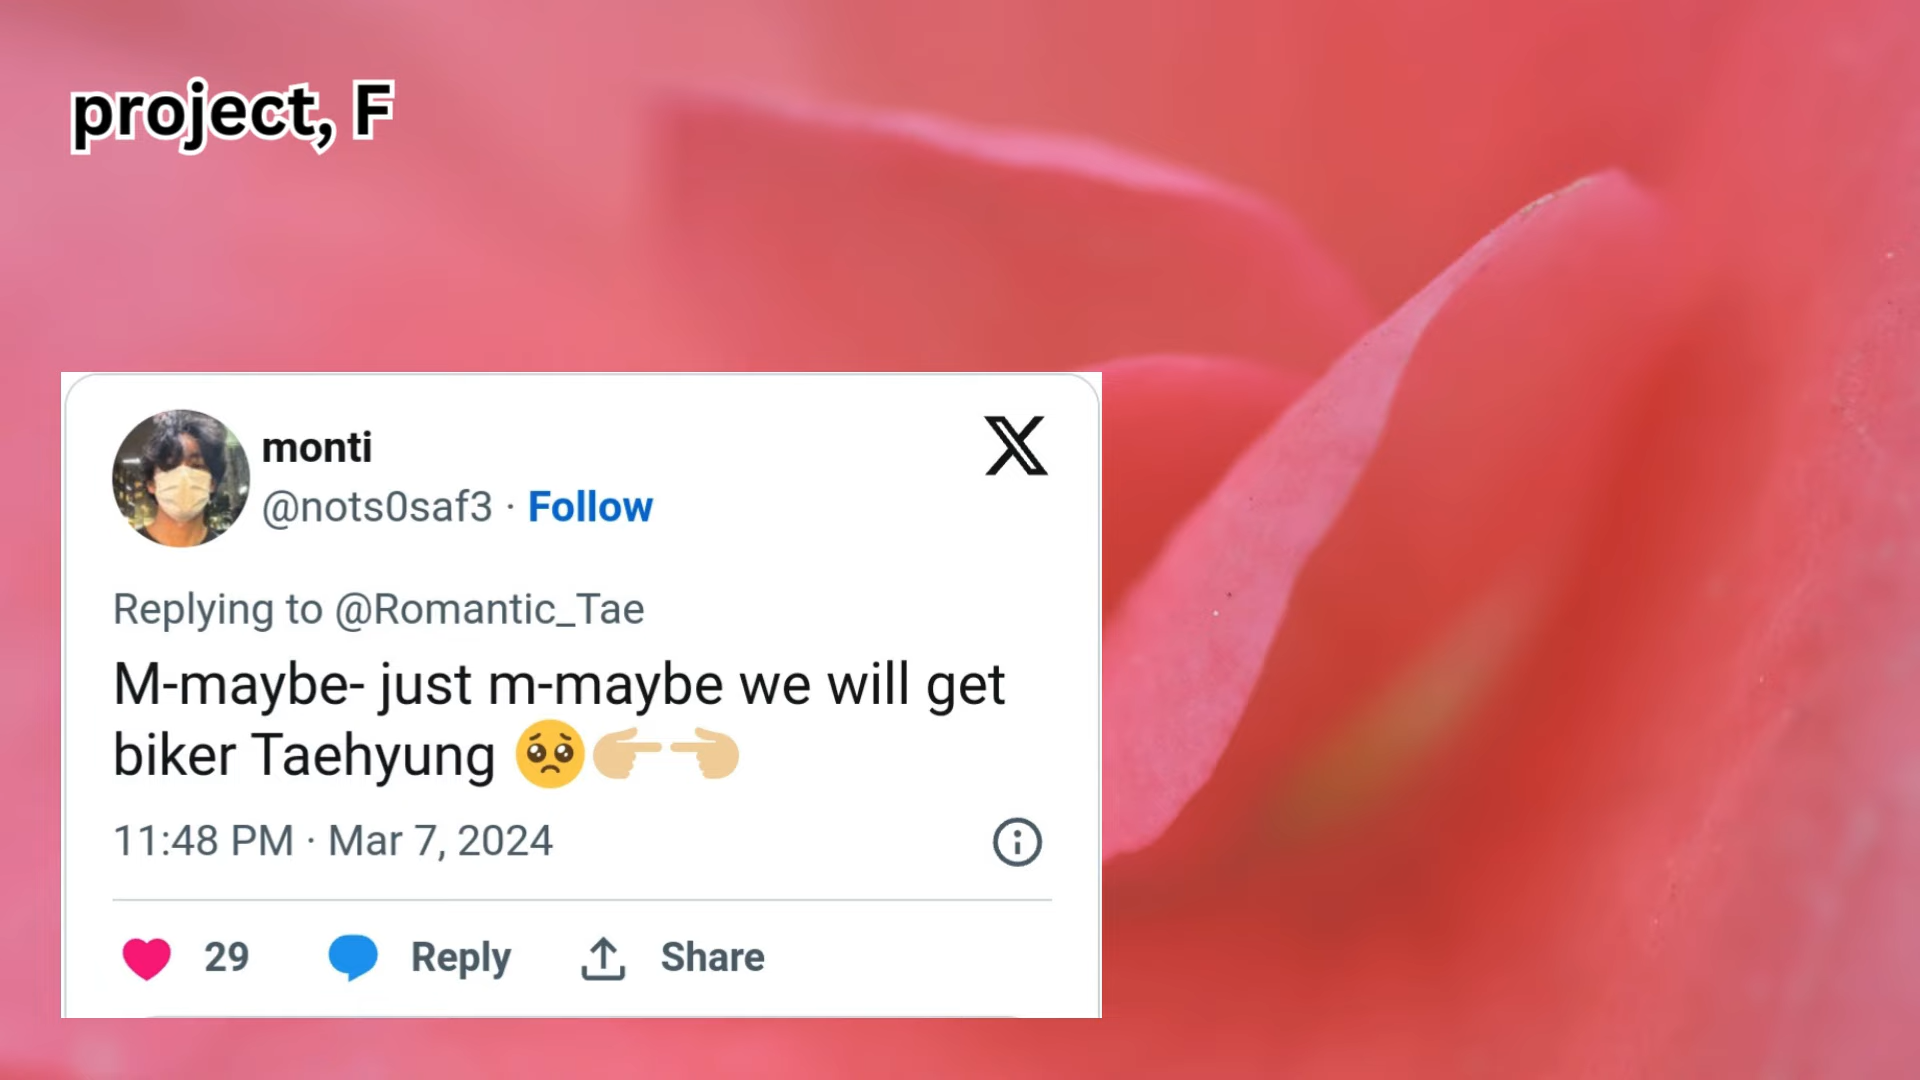 project, F
monti
@nots0saf3 · Follow
Replying to @Romantic_Tae
M-maybe- just m-maybe we will get
biker Taehyung 🥺🫱🫲
11:48 PM · Mar 7, 2024
29 Reply Share